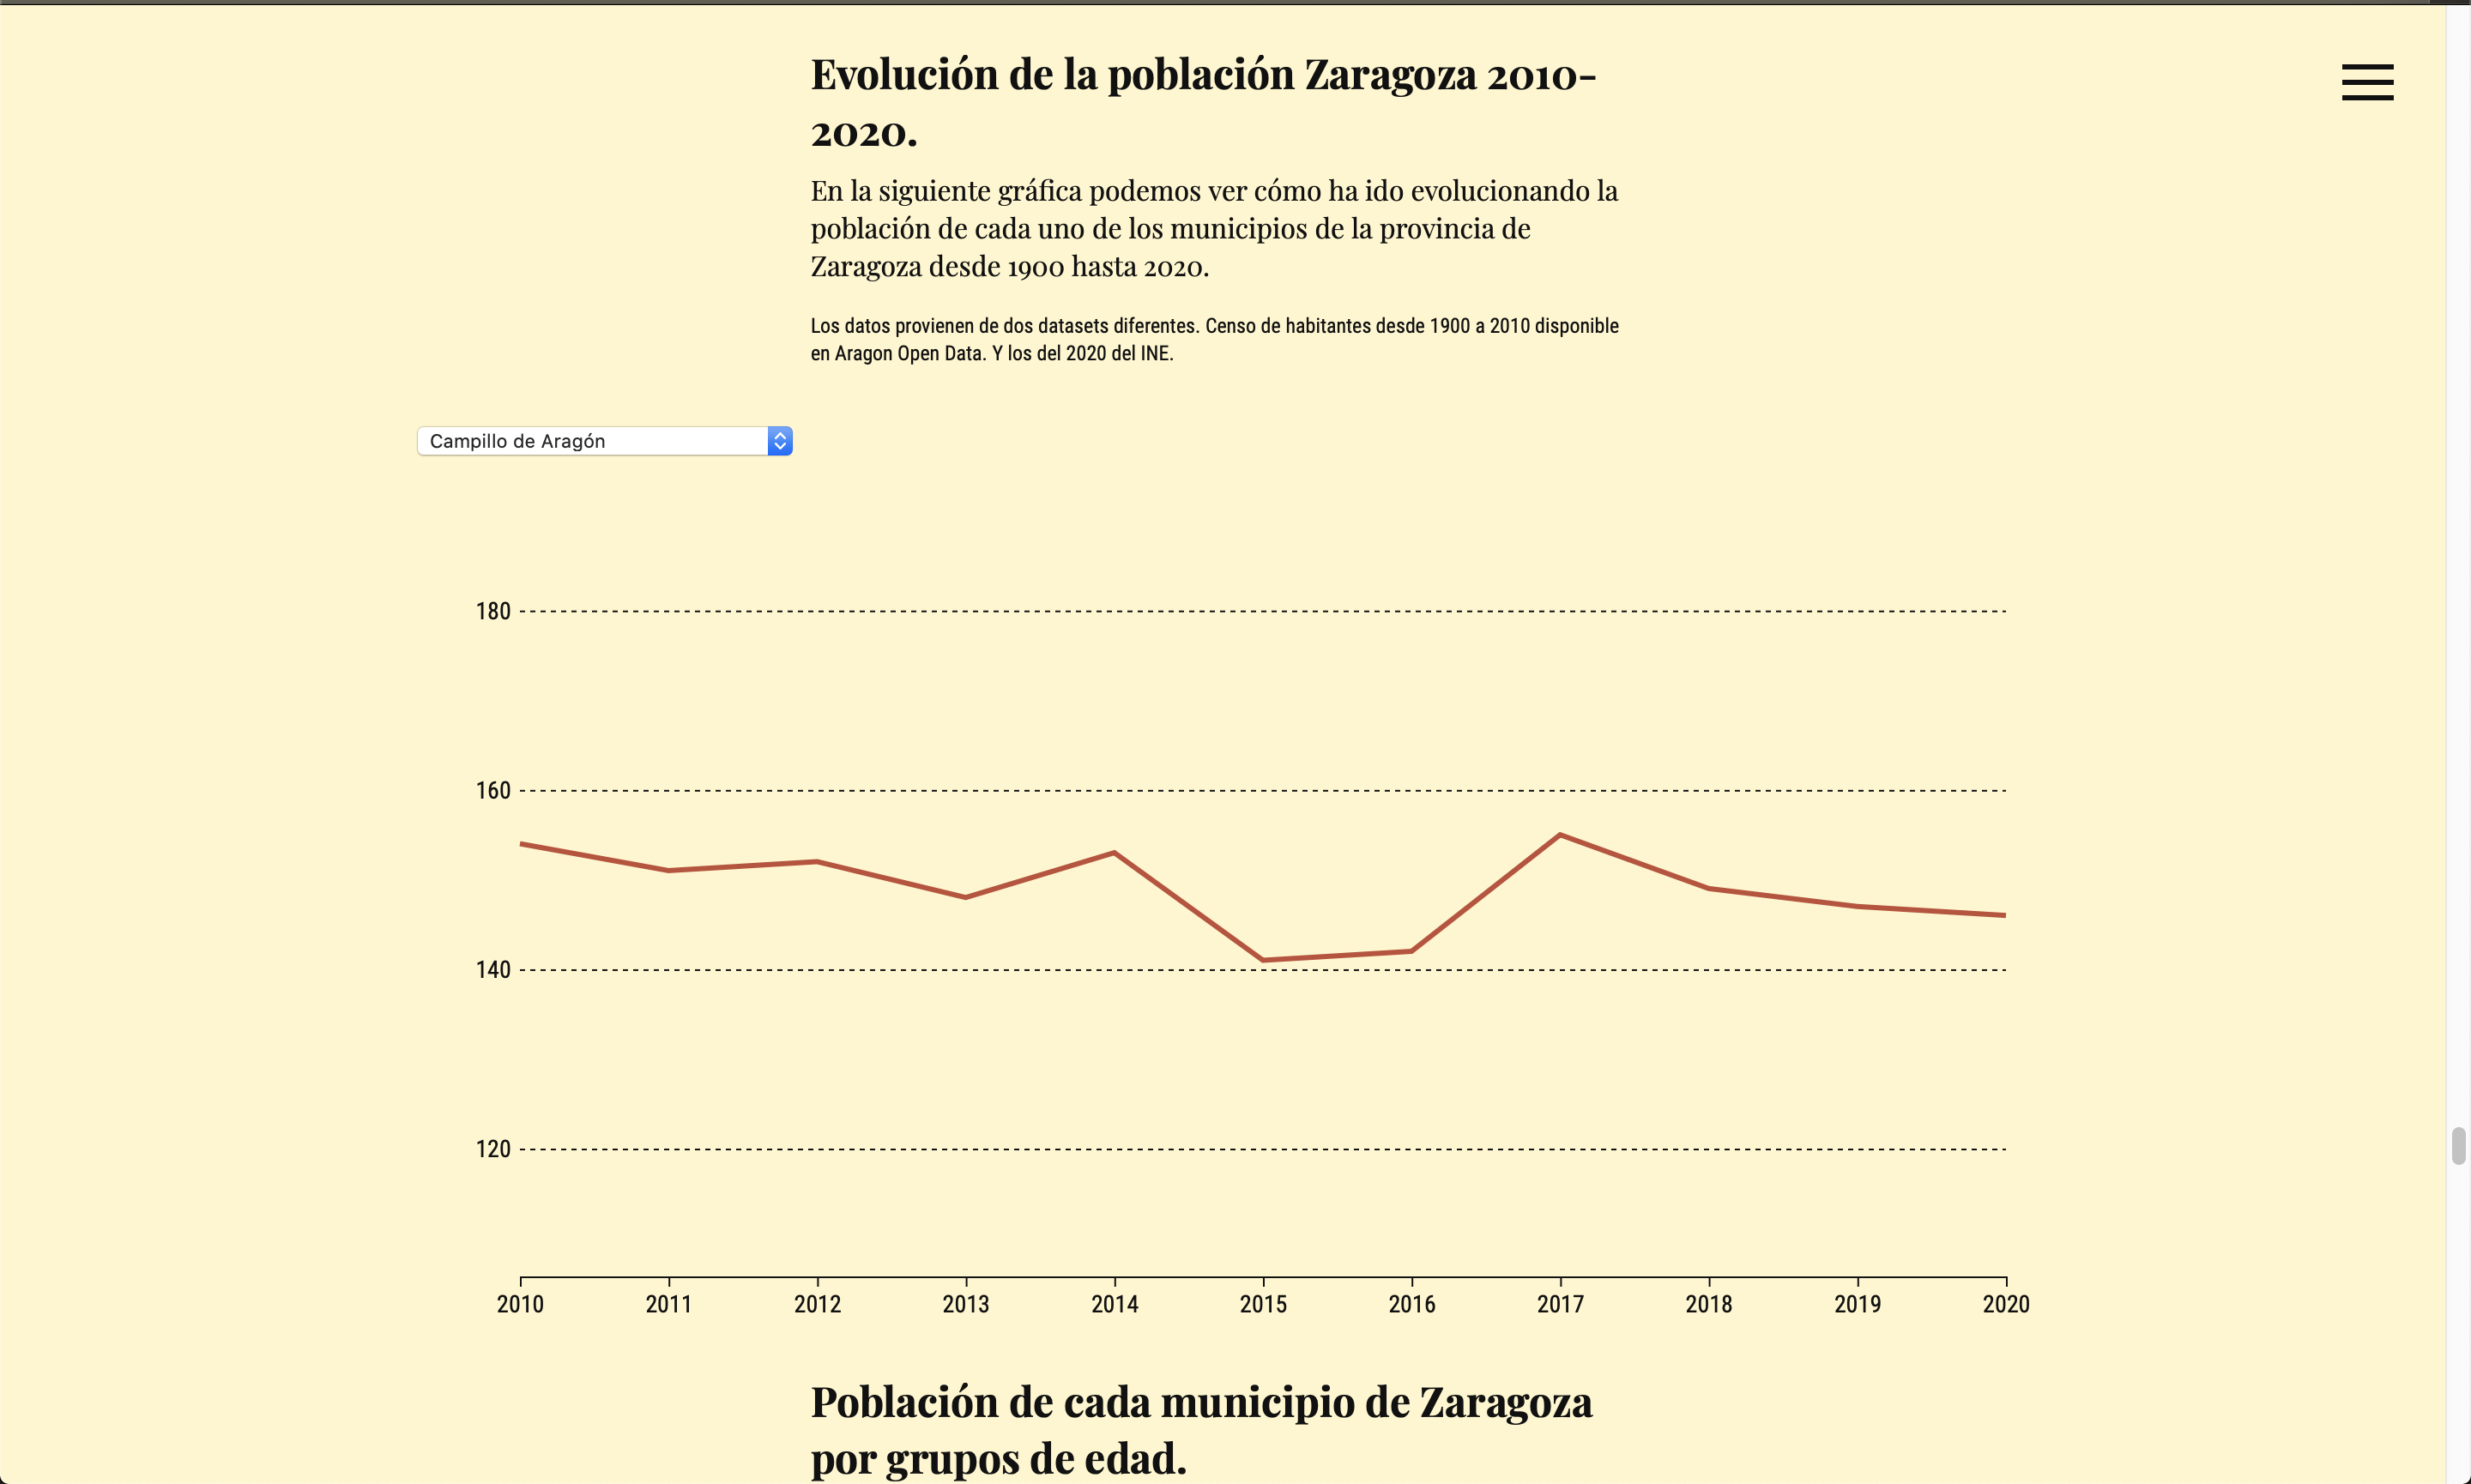 Evolución de la población Zaragoza 2010-
2020.
En la siguiente gráfica podemos ver cómo ha ido evolucionando la
población de cada uno de los municipios de la provincia de
Zaragoza desde 1900 hasta 2020.
Los datos provienen de dos datasets diferentes. Censo de habitantes desde 1900 a 2010 disponible
en Aragon Open Data. Y los del 2020 del INE.
Campillo de Aragón
180
160
140
120
2010 2011 2012 2013 2014 2015 2016 2017 2018 2019 2020
Población de cada municipio de Zaragoza
por grupos de edad.